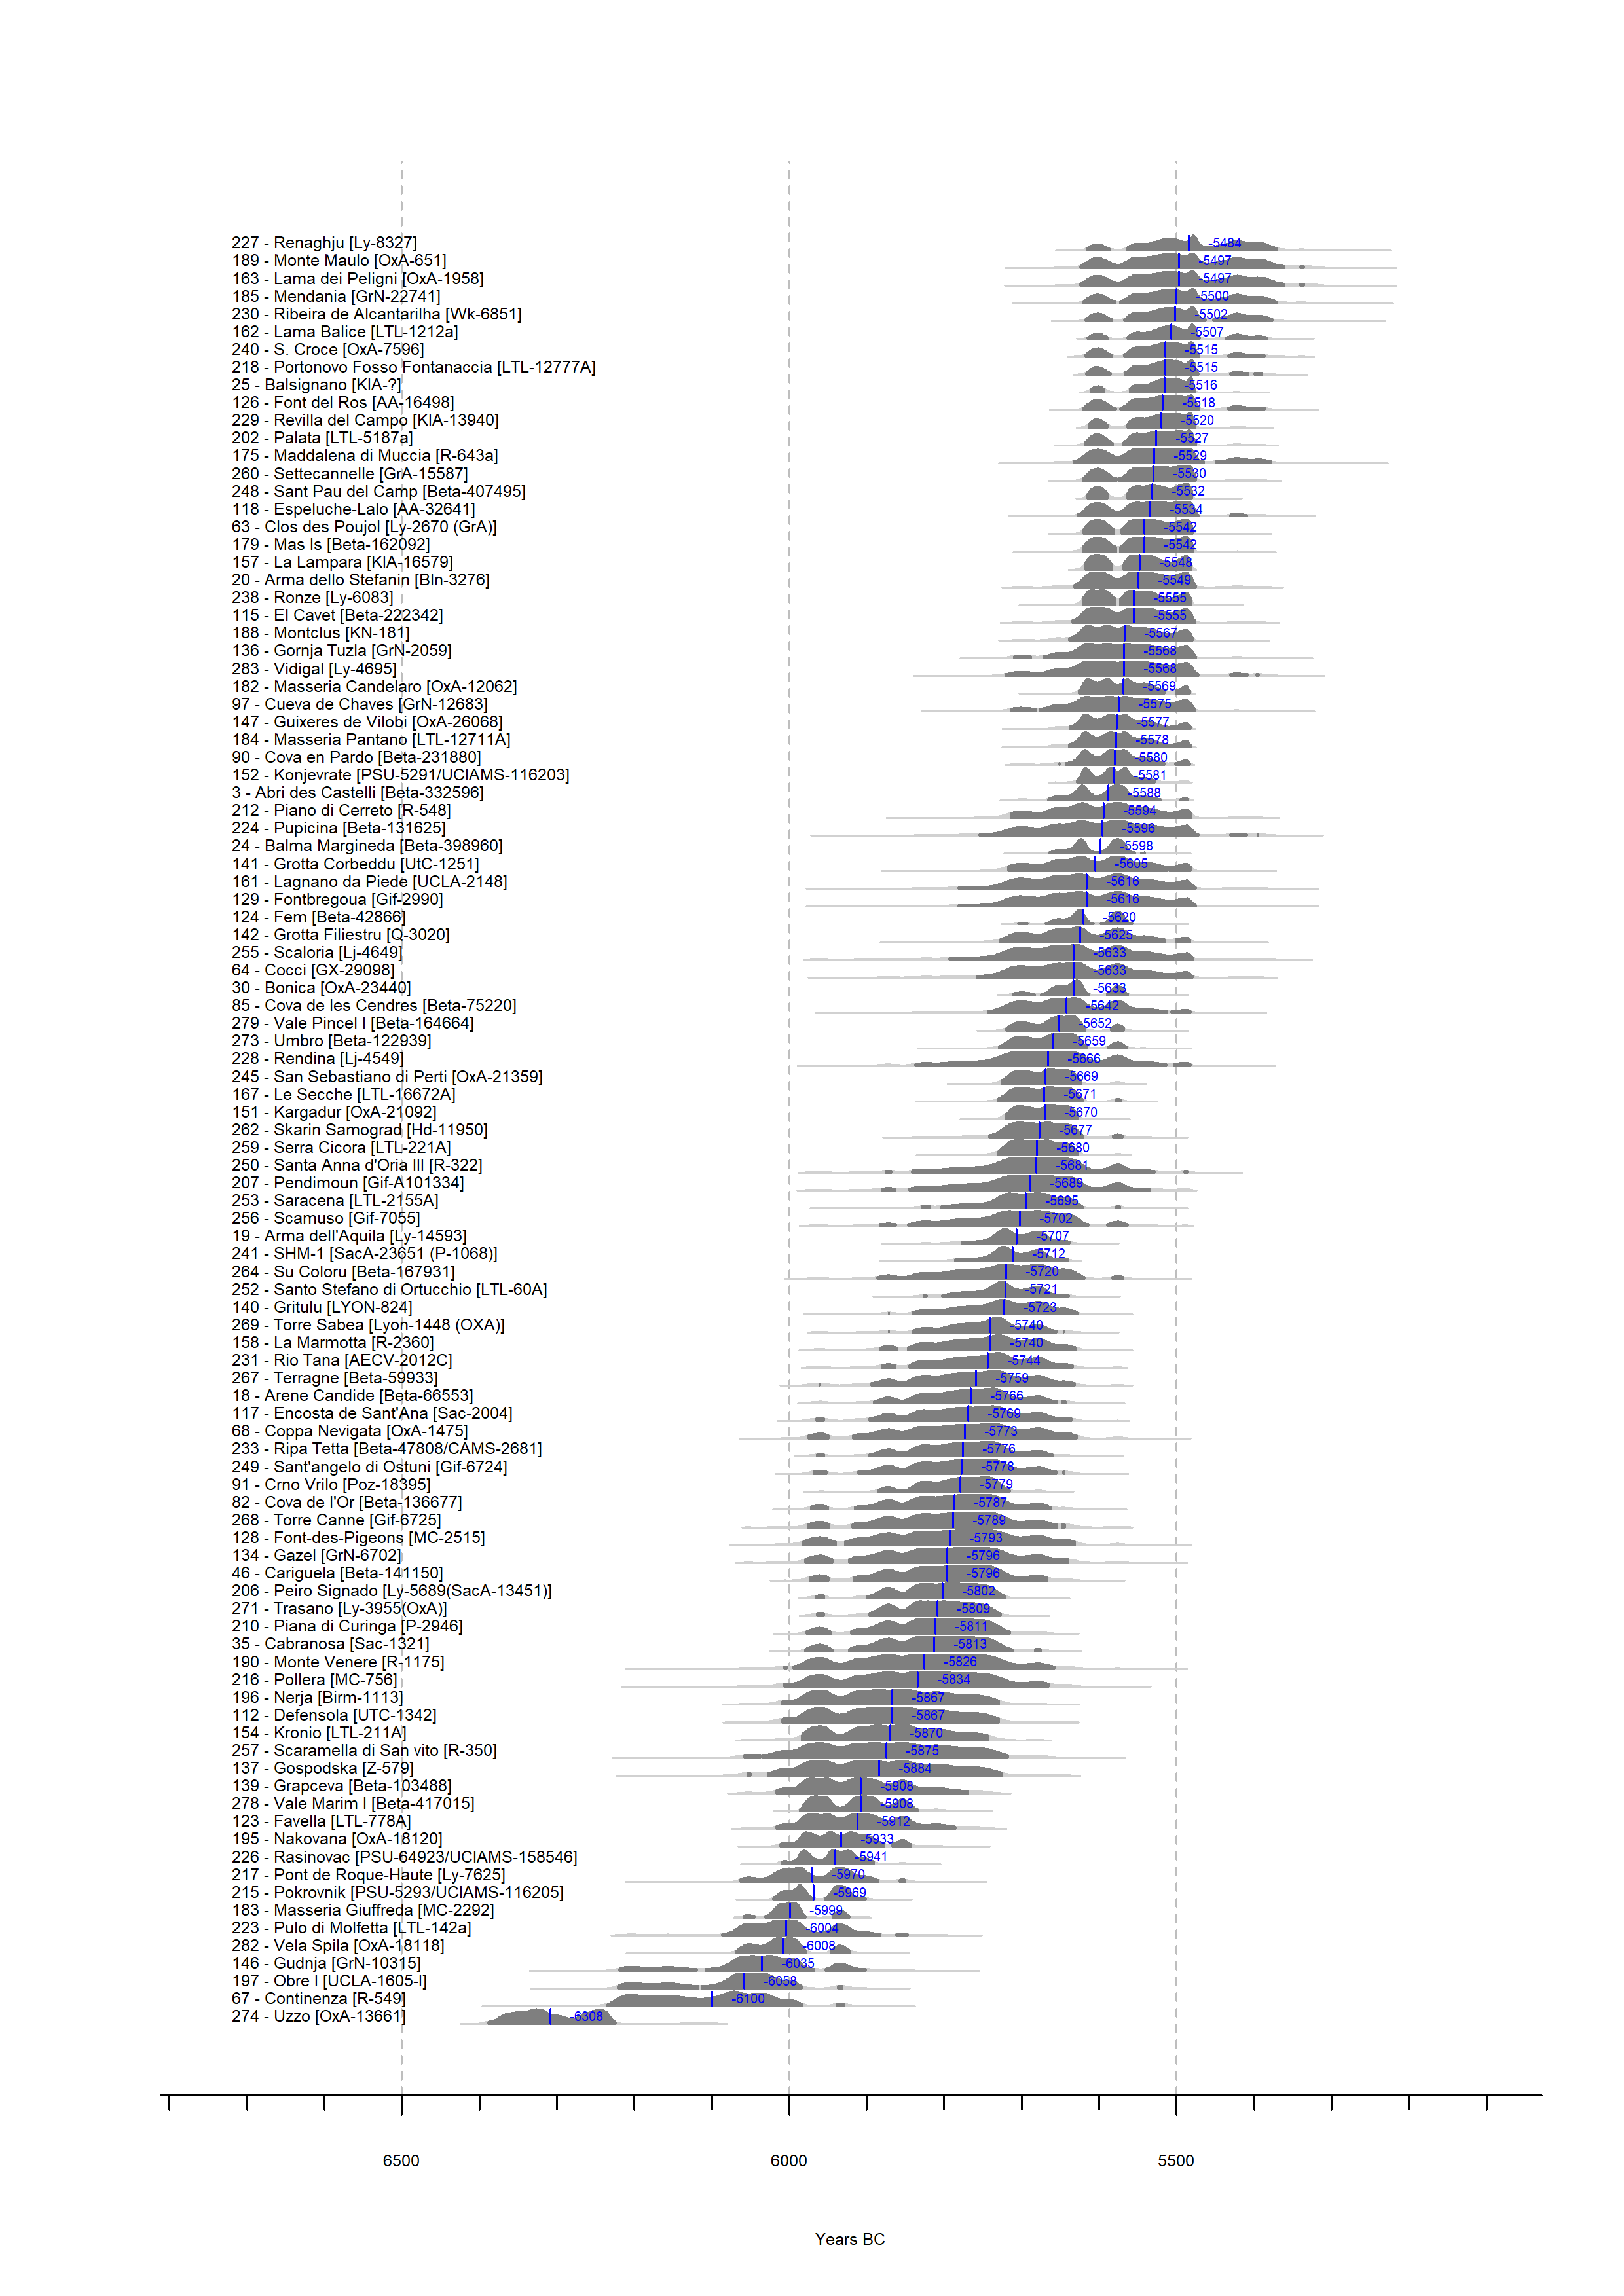 227 - Renaghju [Ly-8327] -5484
189 - Monte Maulo [OxA-651] -5497
163 - Lama dei Peligni [OxA-1958] -5497
185 - Mendania [GrN-22741] -5500
230 - Ribeira de Alcantarilha [Wk-6851] -5502
162 - Lama Balice [LTL-1212a] -5507
240 - S. Croce [OxA-7596] -5515
218 - Portonovo Fosso Fontanaccia [LTL-12777A] -5515
25 - Balsignano [KIA-?] -5516
126 - Font del Ros [AA-16498] -5518
229 - Revilla del Campo [KIA-13940] -5520
202 - Palata [LTL-5187a] -5527
175 - Maddalena di Muccia [R-643a] -5529
260 - Settecannelle [GrA-15587] -5530
248 - Sant Pau del Camp [Beta-407495] -5532
118 - Espeluche-Lalo [AA-32641] -5534
63 - Clos des Poujol [Ly-2670 (GrA)] -5542
179 - Mas Is [Beta-162092] -5542
157 - La Lampara [KIA-16579] -5548
20 - Arma dello Stefanin [Bln-3276] -5549
238 - Ronze [Ly-6083] -5555
115 - El Cavet [Beta-222342] -5555
188 - Montclus [KN-181] -5567
136 - Gornja Tuzla [GrN-2059] -5568
283 - Vidigal [Ly-4695] -5568
182 - Masseria Candelaro [OxA-12062] -5569
97 - Cueva de Chaves [GrN-12683] -5575
147 - Guixeres de Vilobi [OxA-26068] -5577
184 - Masseria Pantano [LTL-12711A] -5578
90 - Cova en Pardo [Beta-231880] -5580
152 - Konjevrate [PSU-5291/UCIAMS-116203] -5581
3 - Abri des Castelli [Beta-332596] -5588
212 - Piano di Cerreto [R-548] -5594
224 - Pupicina [Beta-131625] -5596
24 - Balma Margineda [Beta-398960] -5598
141 - Grotta Corbeddu [UtC-1251] -5605
161 - Lagnano da Piede [UCLA-2148] -5616
129 - Fontbregoua [Gif-2990] -5616
124 - Fem [Beta-42866] -5620
142 - Grotta Filiestru [Q-3020] -5625
255 - Scaloria [Lj-4649] -5633
64 - Cocci [GX-29098] -5633
30 - Bonica [OxA-23440] -5633
85 - Cova de les Cendres [Beta-75220] -5642
279 - Vale Pincel I [Beta-164664] -5652
273 - Umbro [Beta-122939] -5659
228 - Rendina [Lj-4549] -5666
245 - San Sebastiano di Perti [OxA-21359] -5669
167 - Le Secche [LTL-16672A] -5671
151 - Kargadur [OxA-21092] -5670
262 - Skarin Samograd [Hd-11950] -5677
259 - Serra Cicora [LTL-221A] -5680
250 - Santa Anna d'Oria III [R-322] -5681
207 - Pendimoun [Gif-A101334] -5689
253 - Saracena [LTL-2155A] -5695
256 - Scamuso [Gif-7055] -5702
19 - Arma dell'Aquila [Ly-14593] -5707
241 - SHM-1 [SacA-23651 (P-1068)] -5712
264 - Su Coloru [Beta-167931] -5720
252 - Santo Stefano di Ortucchio [LTL-60A] -5721
140 - Gritulu [LYON-824] -5723
269 - Torre Sabea [Lyon-1448 (OXA)] -5740
158 - La Marmotta [R-2360] -5740
231 - Rio Tana [AECV-2012C] -5744
267 - Terragne [Beta-59933] -5759
18 - Arene Candide [Beta-66553] -5766
117 - Encosta de Sant'Ana [Sac-2004] -5769
68 - Coppa Nevigata [OxA-1475] -5773
233 - Ripa Tetta [Beta-47808/CAMS-2681] -5776
249 - Sant'angelo di Ostuni [Gif-6724] -5778
91 - Crno Vrilo [Poz-18395] -5779
82 - Cova de l'Or [Beta-136677] -5787
268 - Torre Canne [Gif-6725] -5789
128 - Font-des-Pigeons [MC-2515] -5793
134 - Gazel [GrN-6702] -5796
46 - Cariguela [Beta-141150] -5796
206 - Peiro Signado [Ly-5689(SacA-13451)] -5802
271 - Trasano [Ly-3955(OxA)] -5809
210 - Piana di Curinga [P-2946] -5811
35 - Cabranosa [Sac-1321] -5813
190 - Monte Venere [R-1175] -5826
216 - Pollera [MC-756] -5834
196 - Nerja [Birm-1113] -5867
112 - Defensola [UTC-1342] -5867
154 - Kronio [LTL-211A] -5870
257 - Scaramella di San vito [R-350] -5875
137 - Gospodska [Z-579] -5884
139 - Grapceva [Beta-103488] -5908
278 - Vale Marim I [Beta-417015] -5908
123 - Favella [LTL-778A] -5912
195 - Nakovana [OxA-18120] -5933
226 - Rasinovac [PSU-64923/UCIAMS-158546] -5941
217 - Pont de Roque-Haute [Ly-7625] -5970
215 - Pokrovnik [PSU-5293/UCIAMS-116205] -5969
183 - Masseria Giuffreda [MC-2292] -5999
223 - Pulo di Molfetta [LTL-142a] -6004
282 - Vela Spila [OxA-18118] -6008
146 - Gudnja [GrN-10315] -6035
197 - Obre I [UCLA-1605-I] -6058
67 - Continenza [R-549] -6100
274 - Uzzo [OxA-13661] -6308
6500 6000 5500
Years BC